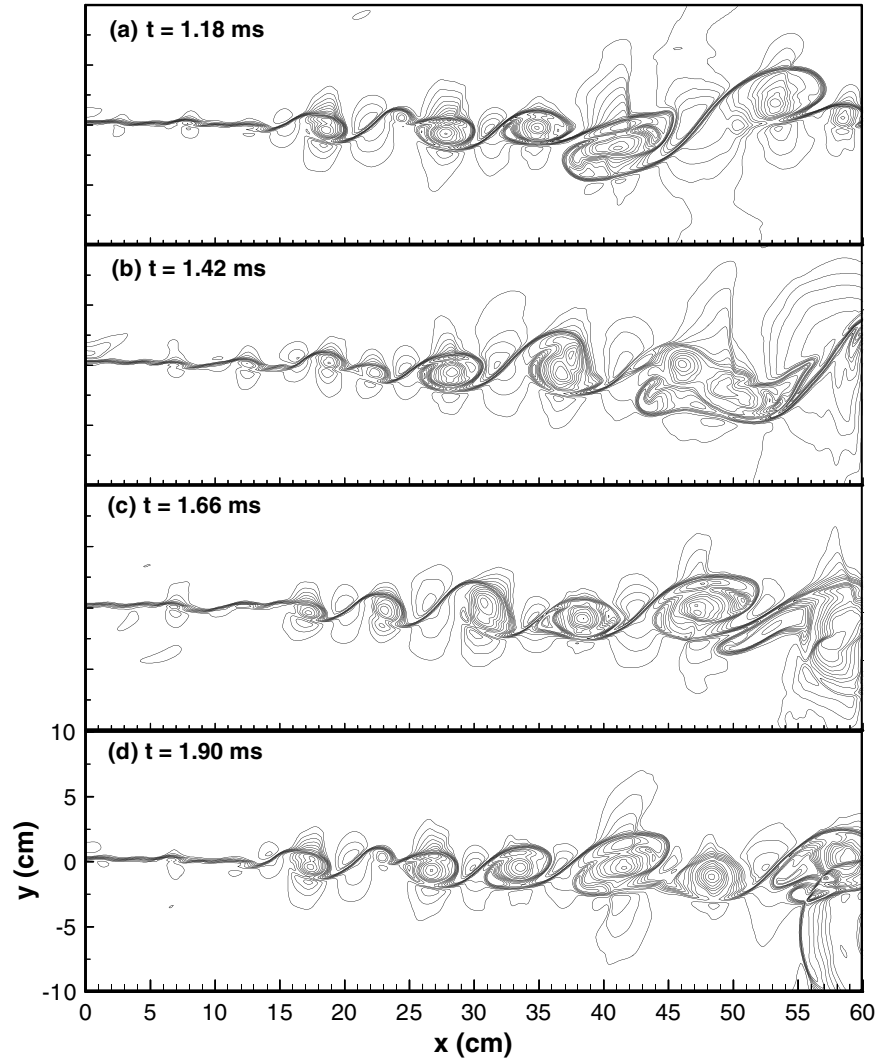 (a) t = 1.18 ms
(b) t = 1.42 ms
(c) t = 1.66 ms
10
(d) t = 1.90 ms
5
0
-5
-10
y (cm)
0 5 10 15 20 25 30 35 40 45 50 55 60
x (cm)